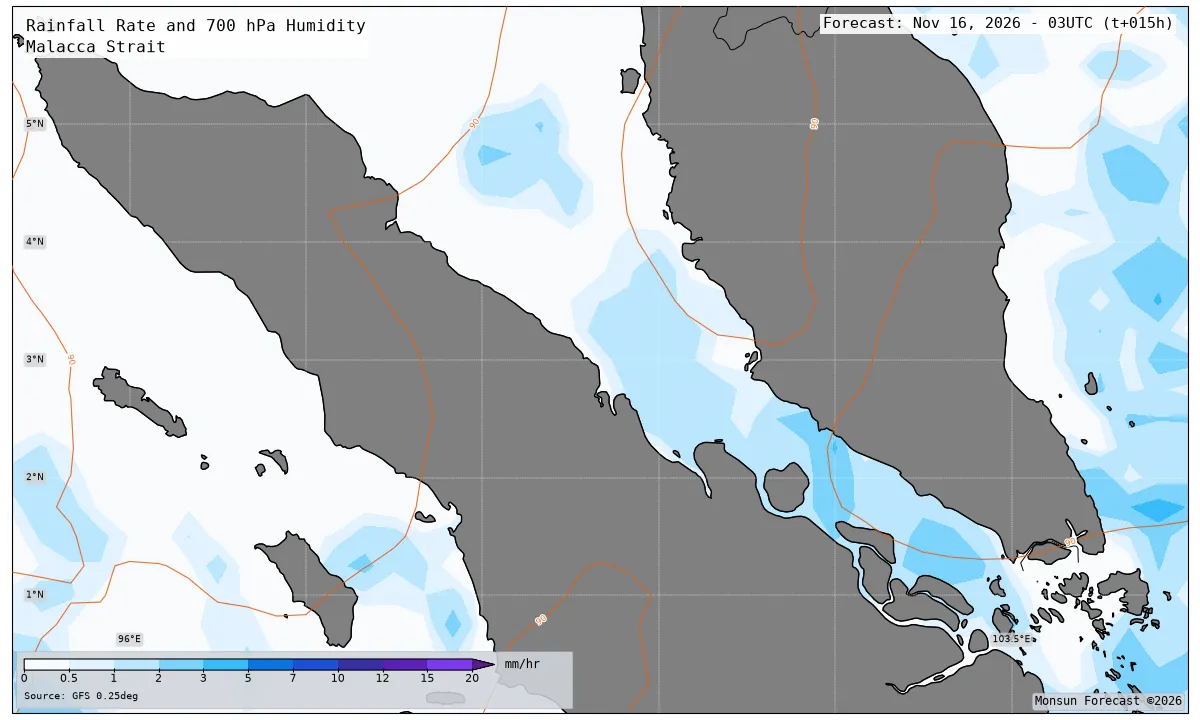 Rainfall Rate and 700 hPa Humidity
Malacca Strait
Forecast: Nov 16, 2026 - 03UTC (t+015h)
5°N
4°N
3°N
2°N
1°N
96°E
103.5°E
90
90
90
90
90
0 0.5 1 2 3 5 7 10 12 15 20
mm/hr
Source: GFS 0.25deg
Monsun Forecast ©2026